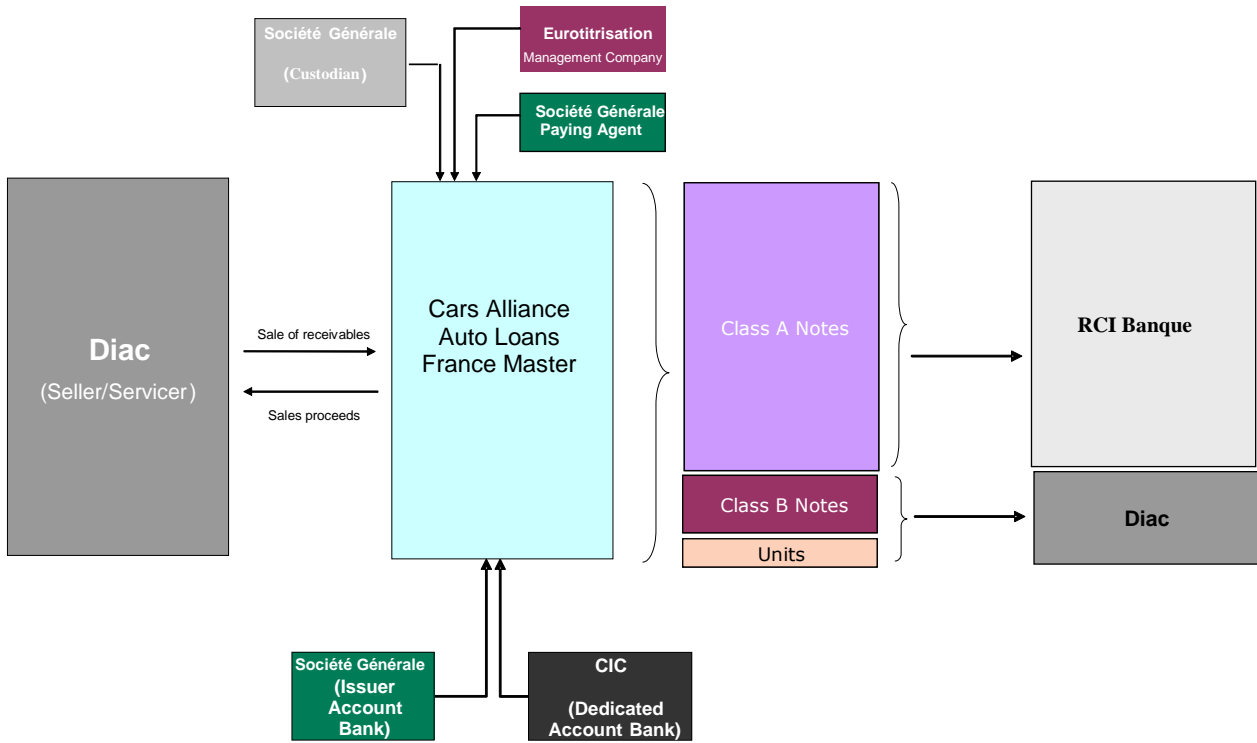 Société Générale
(Custodian)
Eurotitrisation
Management Company
Société Générale
Paying Agent
Diac
(Seller/Servicer)
Sale of receivables
Sales proceeds
Cars Alliance
Auto Loans
France Master
Class A Notes
Class B Notes
Units
RCI Banque
Diac
Société Générale
(Issuer
Account
Bank)
CIC
(Dedicated
Account Bank)